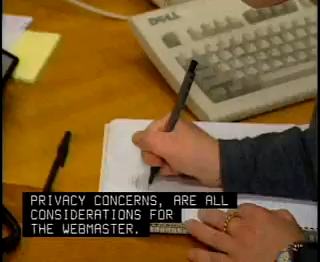 DELL
PRIVACY CONCERNS, ARE ALL
CONSIDERATIONS FOR
THE WEBMASTER.